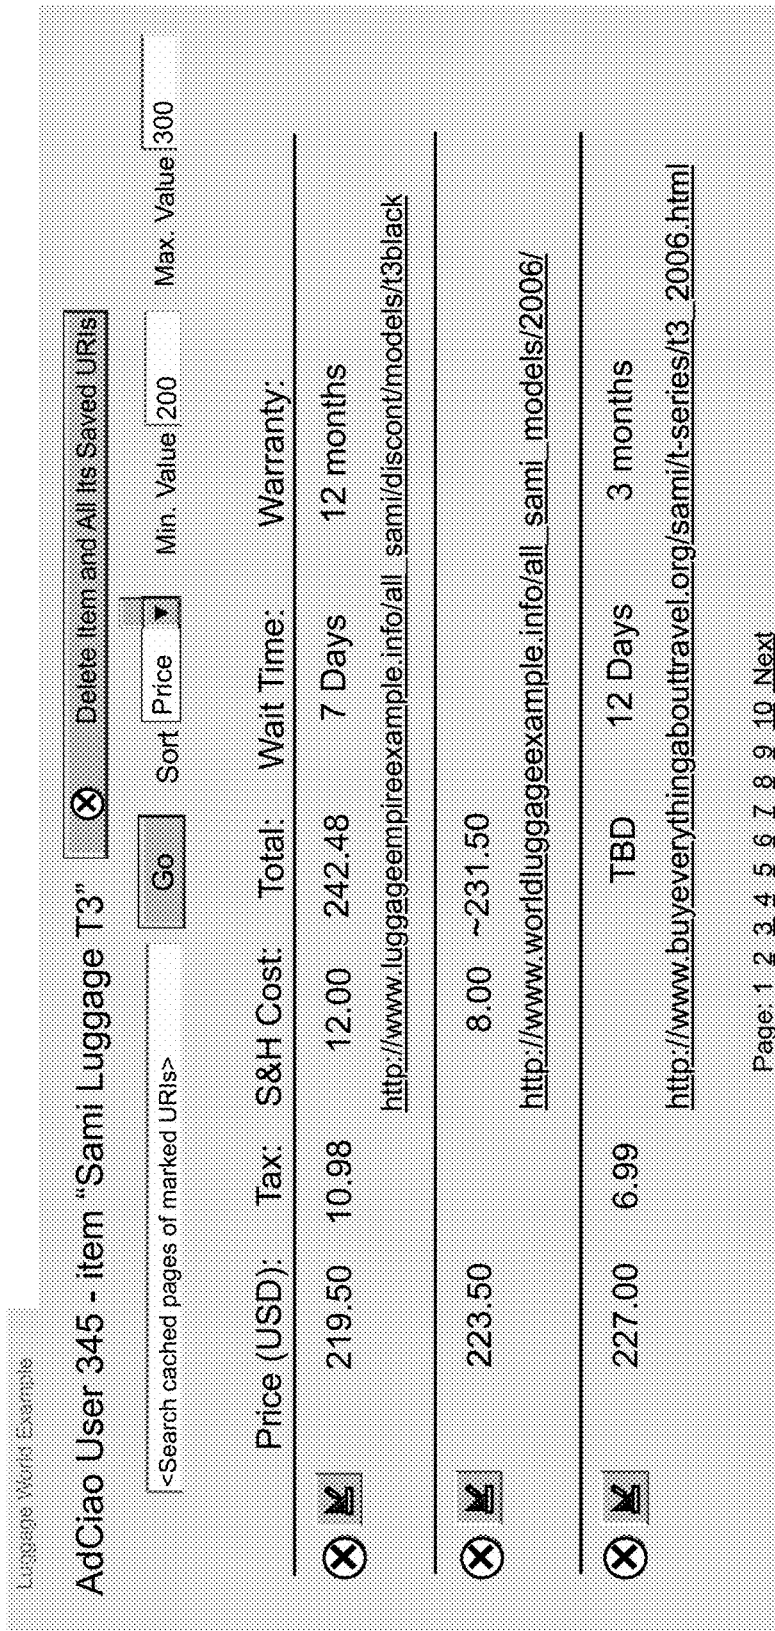 Luggage World Example
AdCiao User 345 - item “Sami Luggage T3” Delete Item and All Its Saved URIs
<Search cached pages of marked URIs> Go Sort Price Min. Value 200 Max. Value 300
Price (USD): Tax: S&H Cost: Total: Wait Time: Warranty:
219.50 10.98 12.00 242.48 7 Days 12 months
http://www.luggageempireexample.info/all_sami/discont/models/t3black
223.50 8.00 ~231.50
http://www.worldluggageexample.info/all_sami_models/2006/
227.00 6.99 TBD 12 Days 3 months
http://www.buyeverythingabouttravel.org/sami/t-series/t3_2006.html
Page: 1 2 3 4 5 6 7 8 9 10 Next